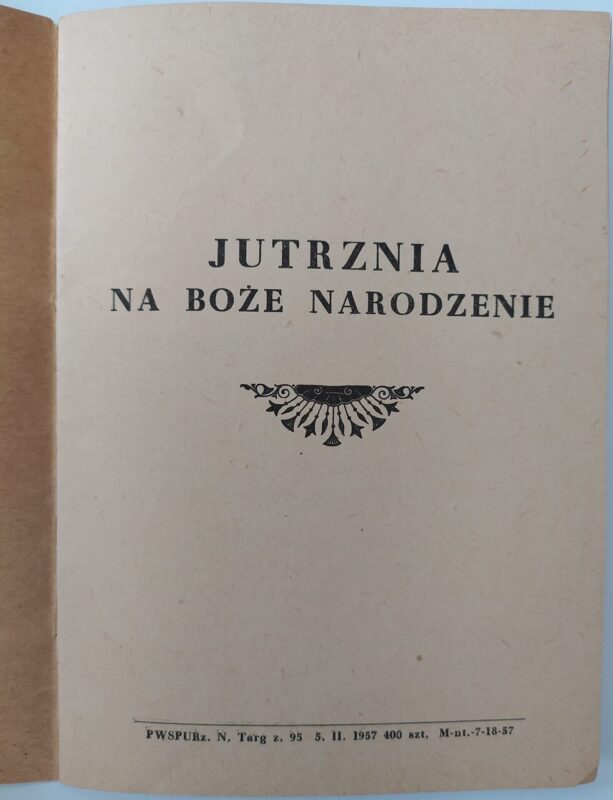 JUTRZNIA
NA BOŻE NARODZENIE
PWSPURz. N. Targ z. 95 5. II. 1957 400 szt. M-nt.-7-18-57